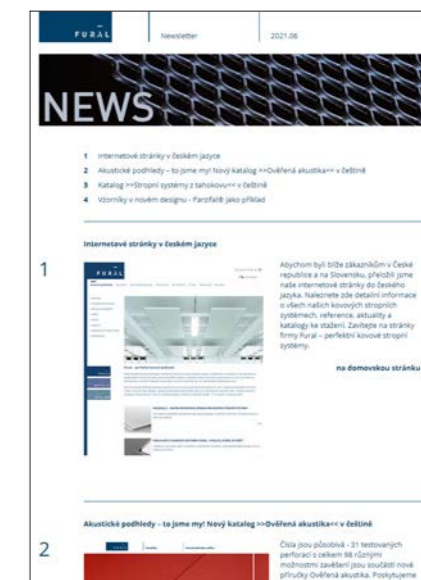 FURAL
Newsletter
2021.06
NEWS
1 Internetové stránky v českém jazyce
2 Akustické podhledy – to jsme my! Nový katalog >>Ověřená akustika<< v češtině
3 Katalog >>Stropní systémy z tahokovu<< v češtině
4 Vzorníky v novém designu - Parzifal® jako příklad
Internetové stránky v českém jazyce
1
FURAL
Abychom byli blíže zákazníkům v České
republice a na Slovensku, přeložili jsme
naše internetové stránky do českého
jazyka. Naleznete zde detailní informace
o všech našich kovových stropních
systémech, reference, aktuality a
katalogy ke stažení. Zavítejte na stránky
firmy Fural – perfektní kovové stropní
systémy.
na domovskou stránku
Akustické podhledy – to jsme my! Nový katalog >>Ověřená akustika<< v češtině
2
Čísla jsou působivá - 31 testovaných
perforací s celkem 98 různými
možnostmi zavěšení jsou součástí nové
příručky Ověřená akustika. Poskytujeme